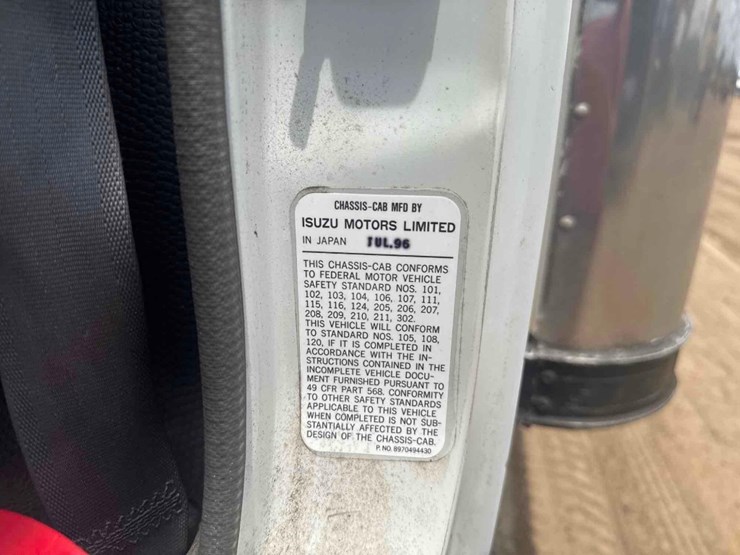 CHASSIS-CAB MFD BY
ISUZU MOTORS LIMITED
IN JAPAN JUL.96
THIS CHASSIS-CAB CONFORMS
TO FEDERAL MOTOR VEHICLE
SAFETY STANDARD NOS. 101,
102, 103, 104, 106, 107, 111,
115, 116, 124, 205, 206, 207,
208, 209, 210, 211, 302.
THIS VEHICLE WILL CONFORM
TO STANDARD NOS. 105, 108,
120, IF IT IS COMPLETED IN
ACCORDANCE WITH THE IN-
STRUCTIONS CONTAINED IN THE
INCOMPLETE VEHICLE DOCU-
MENT FURNISHED PURSUANT TO
49 CFR PART 568. CONFORMITY
TO OTHER SAFETY STANDARDS
APPLICABLE TO THIS VEHICLE
WHEN COMPLETED IS NOT SUB-
STANTIALLY AFFECTED BY THE
DESIGN OF THE CHASSIS-CAB.
P. NO. 8970494430